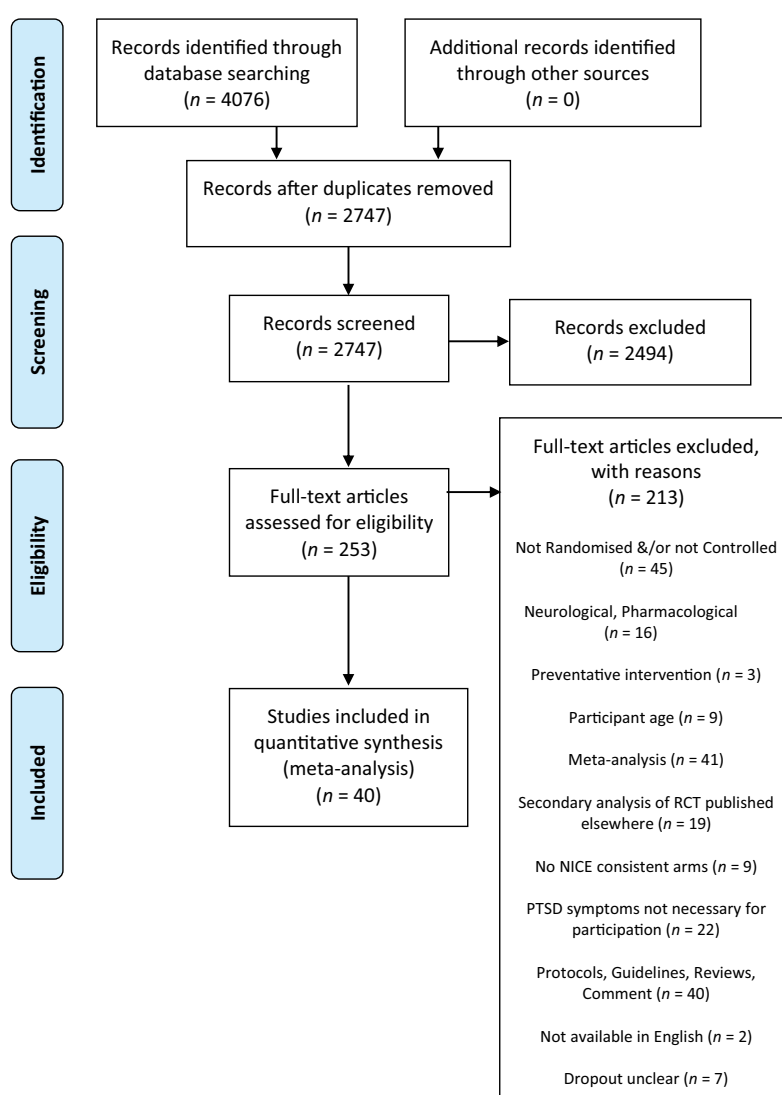 Identification
Records identified through
database searching
(n = 4076)
Additional records identified
through other sources
(n = 0)
Records after duplicates removed
(n = 2747)
Screening
Records screened
(n = 2747)
Records excluded
(n = 2494)
Eligibility
Full-text articles
assessed for eligibility
(n = 253)
Full-text articles excluded,
with reasons
(n = 213)
Not Randomised &/or not Controlled
(n = 45)
Neurological, Pharmacological
(n = 16)
Preventative intervention (n = 3)
Participant age (n = 9)
Meta-analysis (n = 41)
Secondary analysis of RCT published
elsewhere (n = 19)
No NICE consistent arms (n = 9)
PTSD symptoms not necessary for
participation (n = 22)
Protocols, Guidelines, Reviews,
Comment (n = 40)
Not available in English (n = 2)
Dropout unclear (n = 7)
Included
Studies included in
quantitative synthesis
(meta-analysis)
(n = 40)